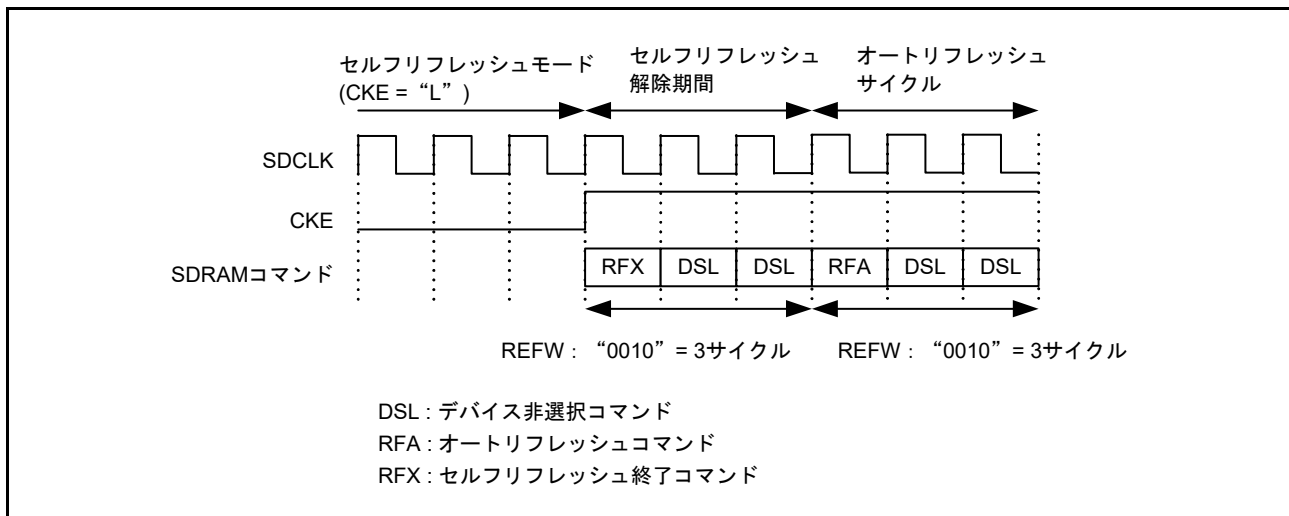 セルフリフレッシュモード
(CKE = “L” )
セルフリフレッシュ
解除期間
オートリフレッシュ
サイクル
SDCLK
CKE
SDRAMコマンド
RFX DSL DSL RFA DSL DSL
REFW : “0010” = 3サイクル REFW : “0010” = 3サイクル
DSL : デバイス非選択コマンド
RFA : オートリフレッシュコマンド
RFX : セルフリフレッシュ終了コマンド